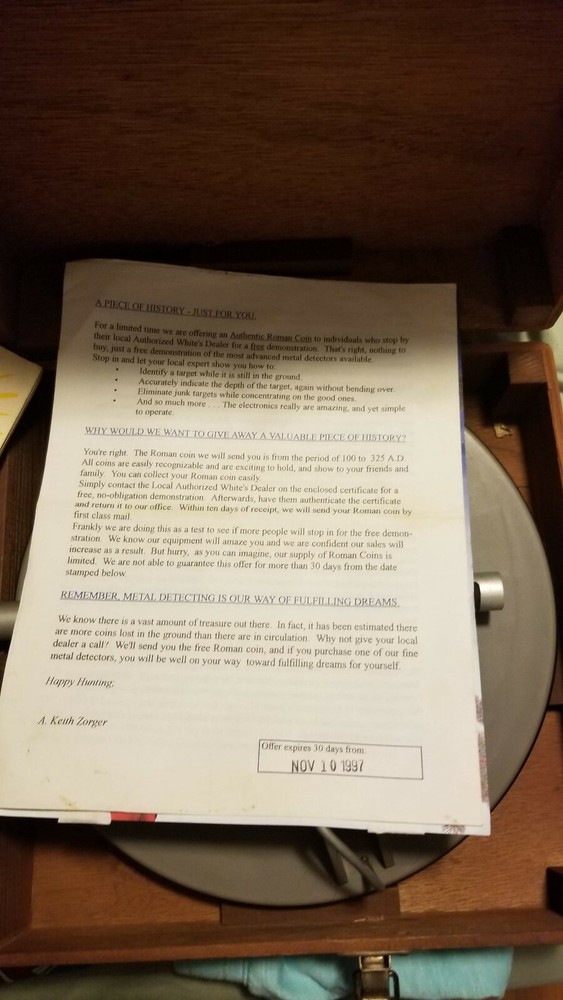 A PIECE OF HISTORY - JUST FOR YOU.
For a limited time we are offering an Authentic Roman Coin to individuals who stop by
their local Authorized White's Dealer for a free demonstration. That's right, nothing to
buy, just a free demonstration of the most advanced metal detectors available.
Stop in and let your local expert show you how to:
• Identify a target while it is still in the ground.
• Accurately indicate the depth of the target, again without bending over.
• Eliminate junk targets while concentrating on the good ones.
• And so much more . . . The electronics really are amazing, and yet simple
to operate.
WHY WOULD WE WANT TO GIVE AWAY A VALUABLE PIECE OF HISTORY?
You're right. The Roman coin we will send you is from the period of 100 to 325 A.D.
All coins are easily recognizable and are exciting to hold, and show to your friends and
family. You can collect your Roman coin easily.
Simply contact the Local Authorized White's Dealer on the enclosed certificate for a
free, no-obligation demonstration. Afterwards, have them authenticate the certificate
and return it to our office. Within ten days of receipt, we will send your Roman coin by
first class mail.
Frankly we are doing this as a test to see if more people will stop in for the free demon-
stration. We know our equipment will amaze you and we are confident our sales will
increase as a result. But hurry, as you can imagine, our supply of Roman Coins is
limited. We are not able to guarantee this offer for more than 30 days from the date
stamped below.
REMEMBER, METAL DETECTING IS OUR WAY OF FULFILLING DREAMS.
We know there is a vast amount of treasure out there. In fact, it has been estimated there
are more coins lost in the ground than there are in circulation. Why not give your local
dealer a call? We'll send you the free Roman coin, and if you purchase one of our fine
metal detectors, you will be well on your way toward fulfilling dreams for yourself.
Happy Hunting,
A. Keith Zorger
Offer expires 30 days from:
NOV 10 1997